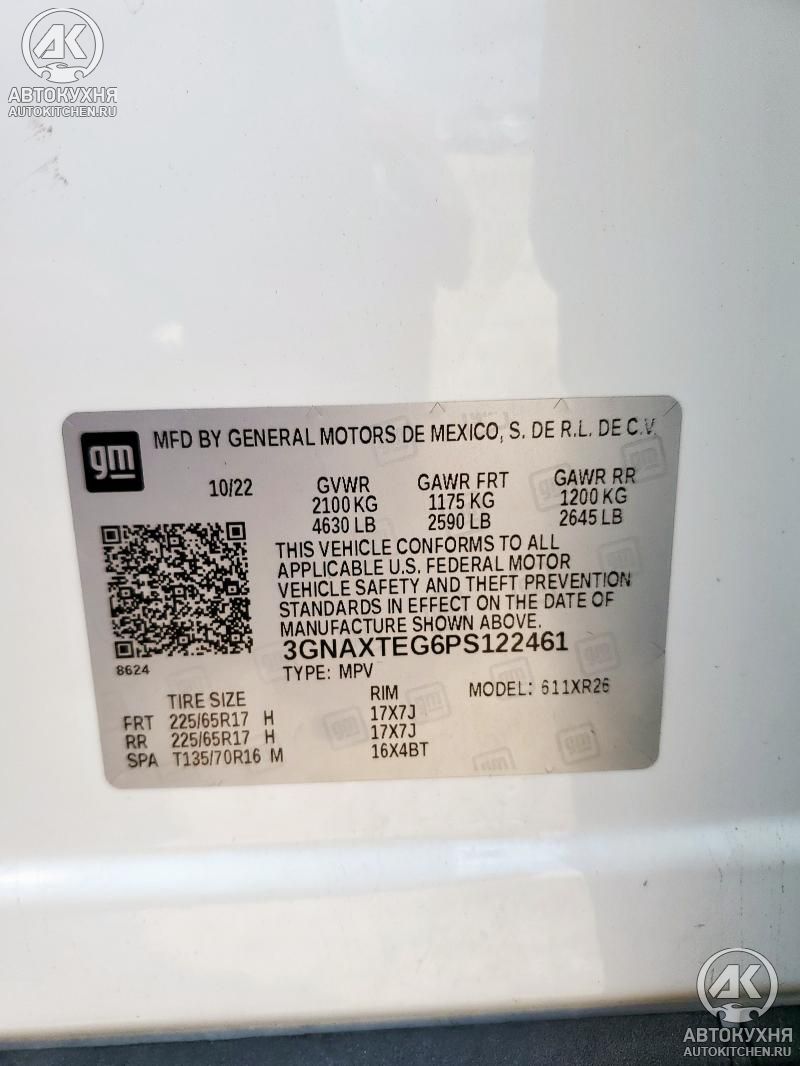 АК
АВТОКУХНЯ
AUTOKITCHEN.RU
gm
MFD BY GENERAL MOTORS DE MEXICO, S. DE R.L. DE C.V.
10/22 GVWR GAWR FRT GAWR RR
2100 KG 1175 KG 1200 KG
4630 LB 2590 LB 2645 LB
THIS VEHICLE CONFORMS TO ALL
APPLICABLE U.S. FEDERAL MOTOR
VEHICLE SAFETY AND THEFT PREVENTION
STANDARDS IN EFFECT ON THE DATE OF
MANUFACTURE SHOWN ABOVE.
3GNAXTEG6PS122461
8624
TYPE: MPV
TIRE SIZE RIM MODEL: 611XR26
FRT 225/65R17 H 17X7J
RR 225/65R17 H 17X7J
SPA T135/70R16 M 16X4BT
АК
АВТОКУХНЯ
AUTOKITCHEN.RU